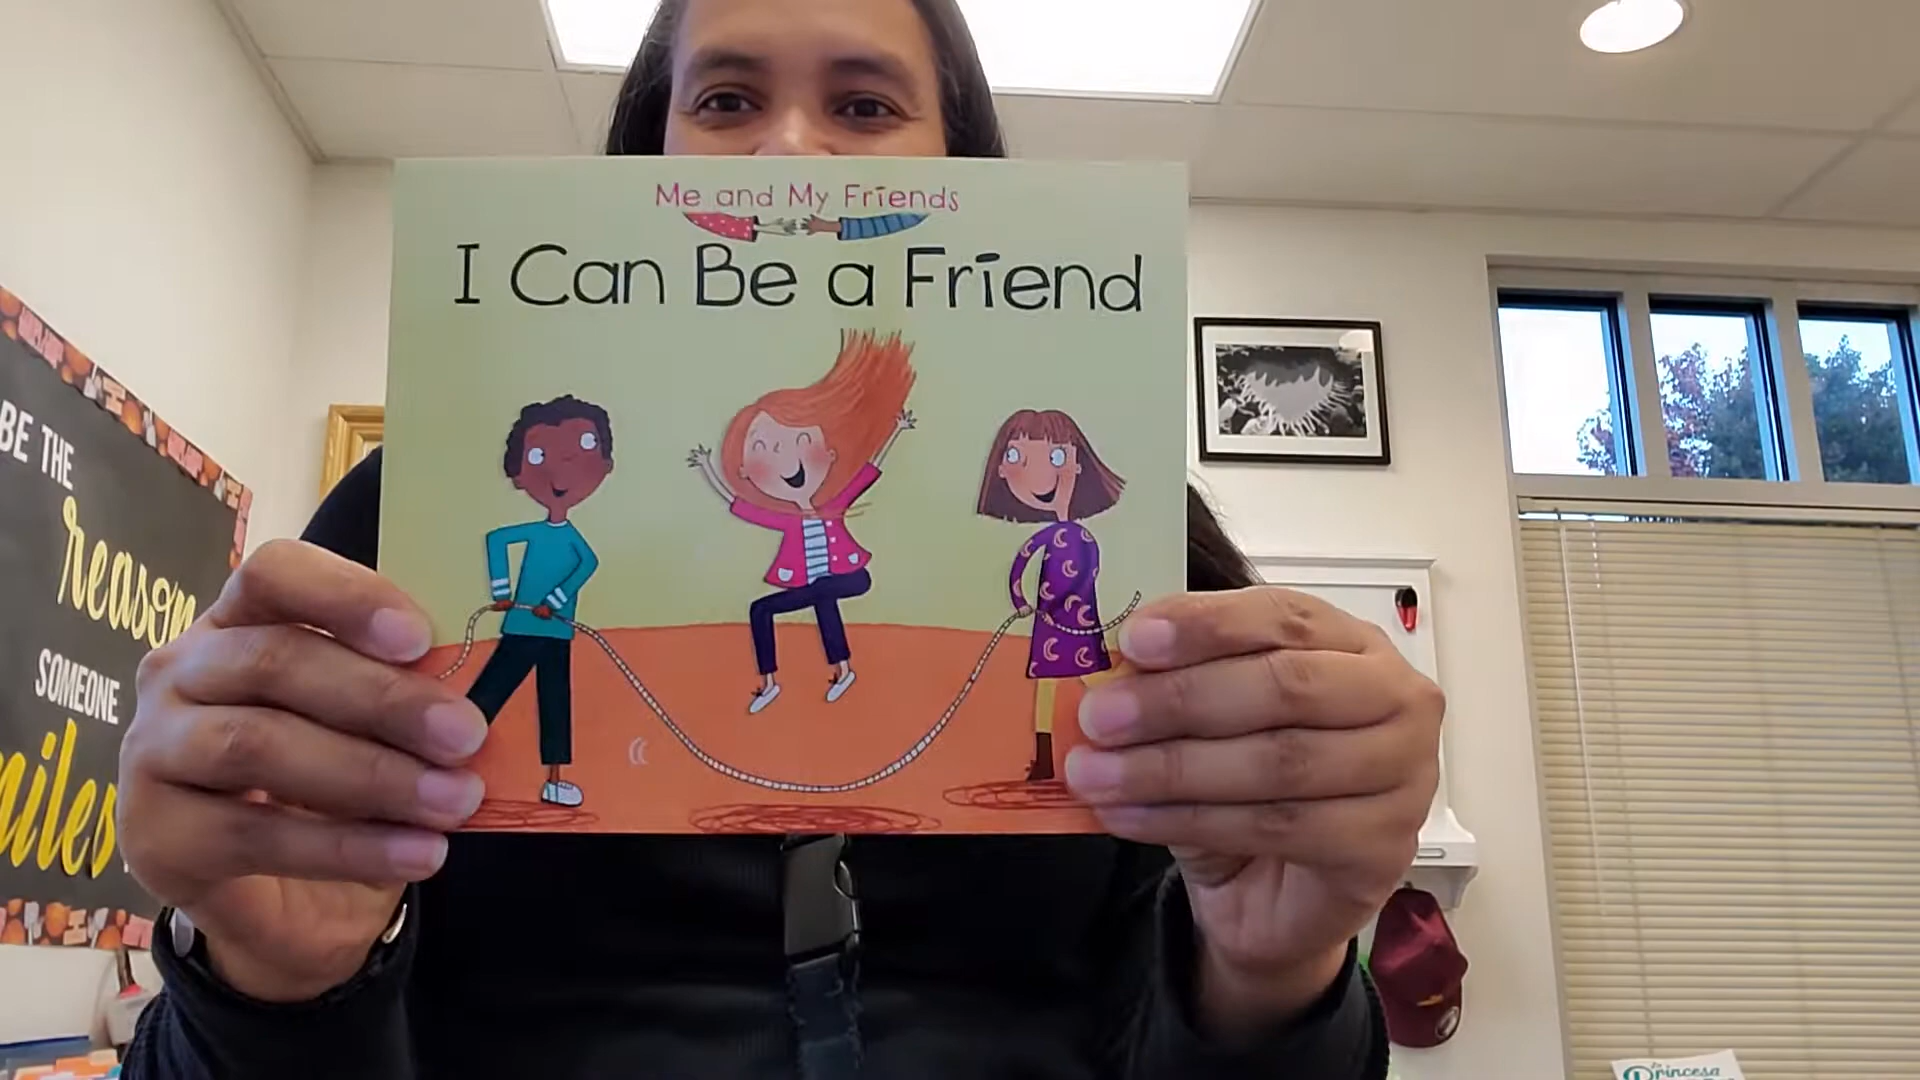 Me and My Friends
I Can Be a Friend
BE THE
reason
SOMEONE
miles
Princesa